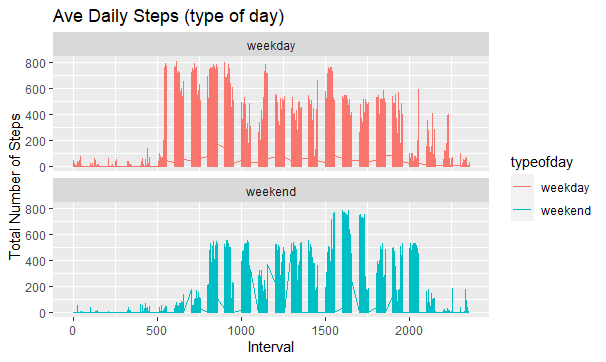 Ave Daily Steps (type of day)
weekday
800
600
400
200
0
weekend
800
600
400
200
0
0
500
1000
1500
2000
Interval
Total Number of Steps
typeofday
weekday
weekend